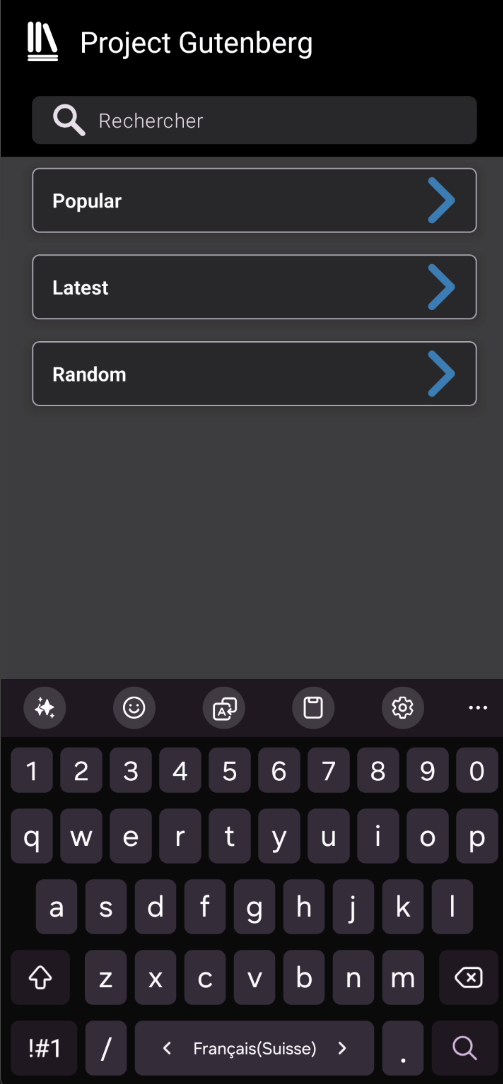 Project Gutenberg
Rechercher
Popular
Latest
Random
1 2 3 4 5 6 7 8 9 0
q w e r t y u i o p
a s d f g h j k l
z x c v b n m
!#1 / < Français(Suisse) > .